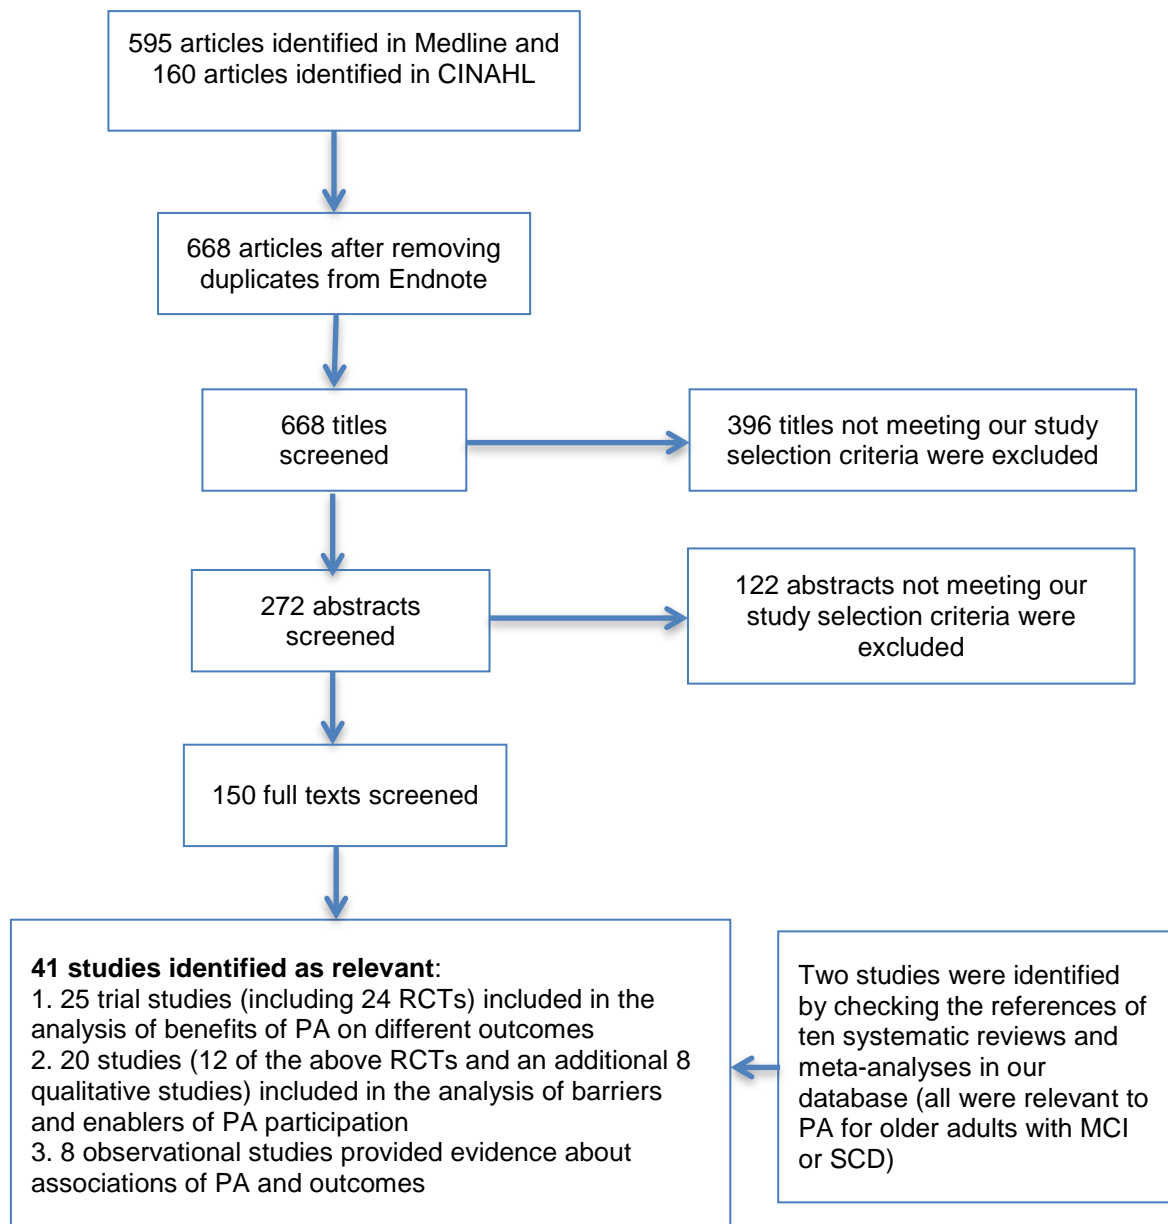 595 articles identified in Medline and
160 articles identified in CINAHL
668 articles after removing
duplicates from Endnote
668 titles
screened
396 titles not meeting our study
selection criteria were excluded
272 abstracts
screened
122 abstracts not meeting our
study selection criteria were
excluded
150 full texts screened
41 studies identified as relevant:
1. 25 trial studies (including 24 RCTs) included in the
analysis of benefits of PA on different outcomes
2. 20 studies (12 of the above RCTs and an additional 8
qualitative studies) included in the analysis of barriers
and enablers of PA participation
3. 8 observational studies provided evidence about
associations of PA and outcomes
Two studies were identified
by checking the references of
ten systematic reviews and
meta-analyses in our
database (all were relevant to
PA for older adults with MCI
or SCD)